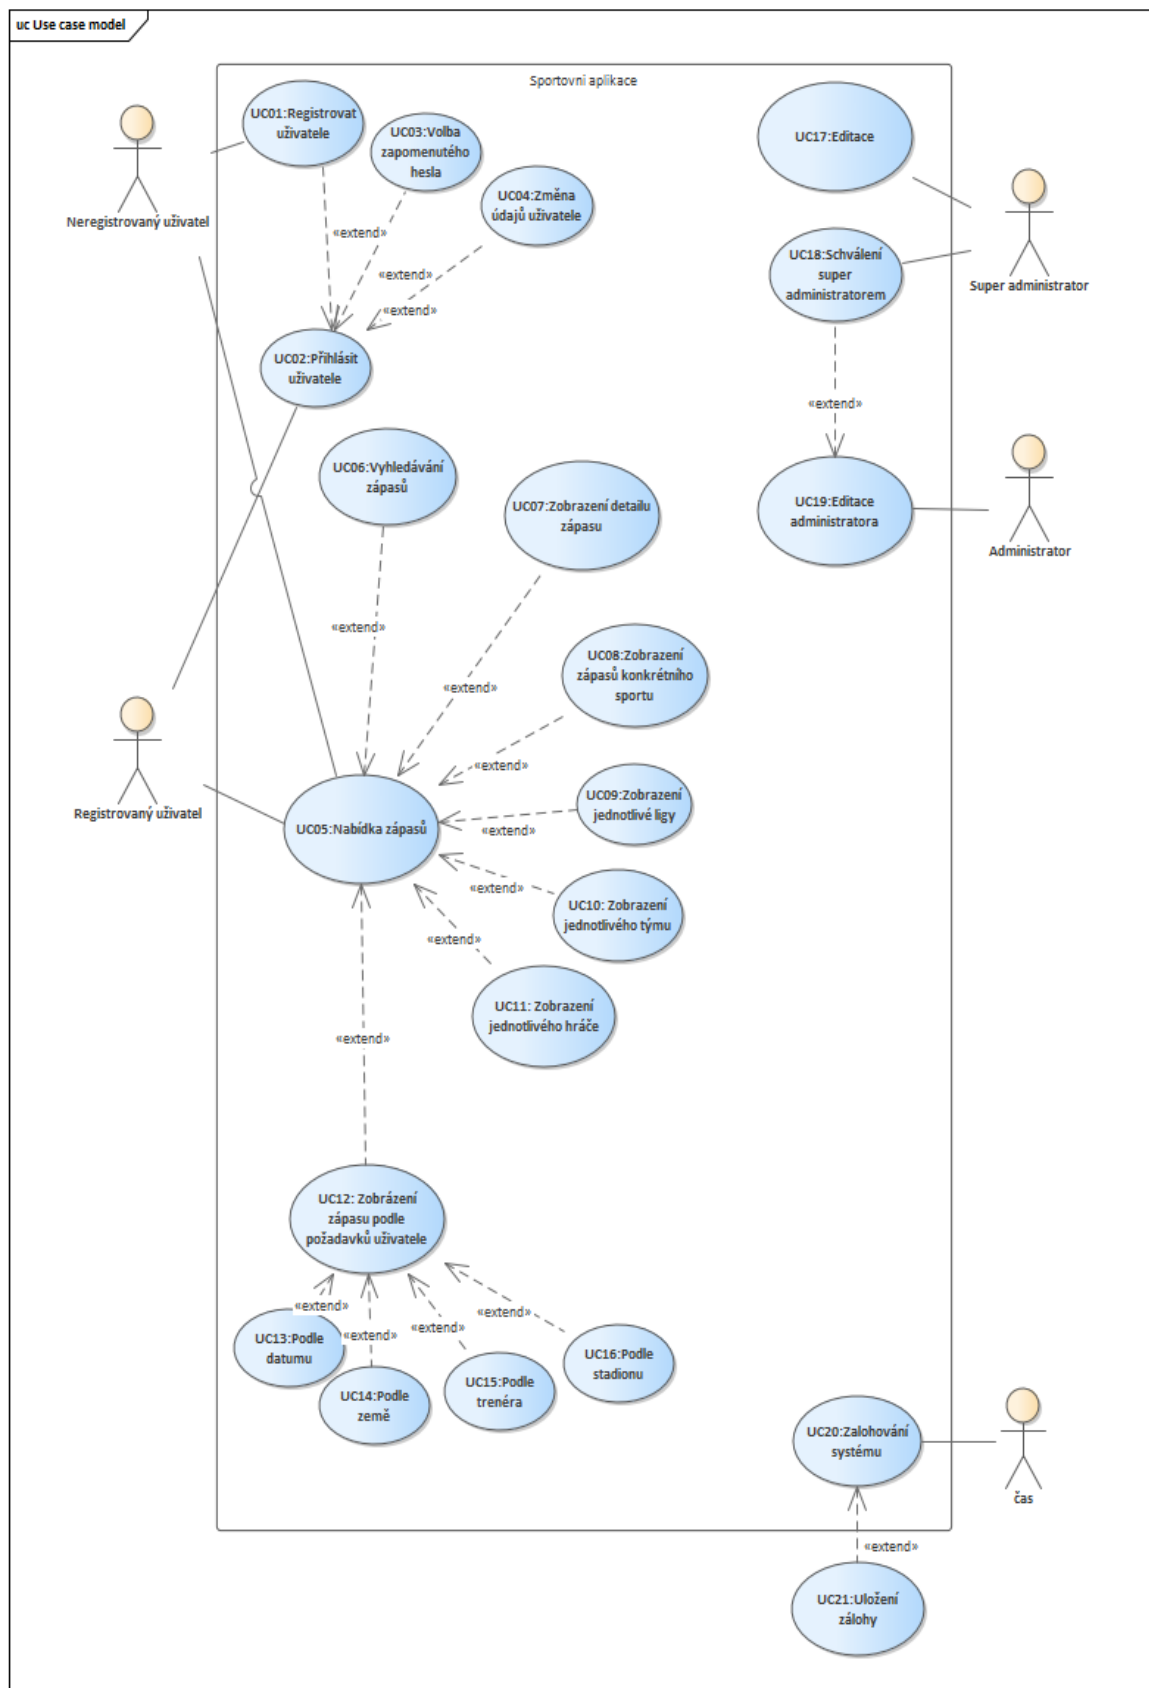 uc Use case model
Sportovni aplikace
UC01:Registrovat
uživatele
UC03:Volba
zapomenutého
hesla
UC04:Změna
údajů uživatele
UC17:Editace
Neregistrovaný uživatel
«extend»
«extend»
«extend»
UC18:Schválení
super
administratorem
Super administrator
UC02:Přihlásit
uživatele
«extend»
UC06:Vyhledávání
zápasů
UC07:Zobrazení detailu
zápasu
UC19:Editace
administratora
Administrator
«extend»
«extend»
UC08:Zobrazení
zápasů konkrétního
sportu
«extend»
Registrovaný uživatel
UC05:Nabídka zápasů
UC09:Zobrazení
jednotlivé ligy
«extend»
«extend»
UC10: Zobrazení
jednotlivého týmu
«extend»
UC11: Zobrazení
jednotlivého hráče
«extend»
UC12: Zobrázení
zápasu podle
požadavků uživatele
«extend»
«extend»
«extend»
«extend»
UC13:Podle
datumu
UC14:Podle
země
UC15:Podle
trenéra
UC16:Podle
stadionu
UC20:Zalohování
systému
čas
«extend»
UC21:Uložení
zálohy